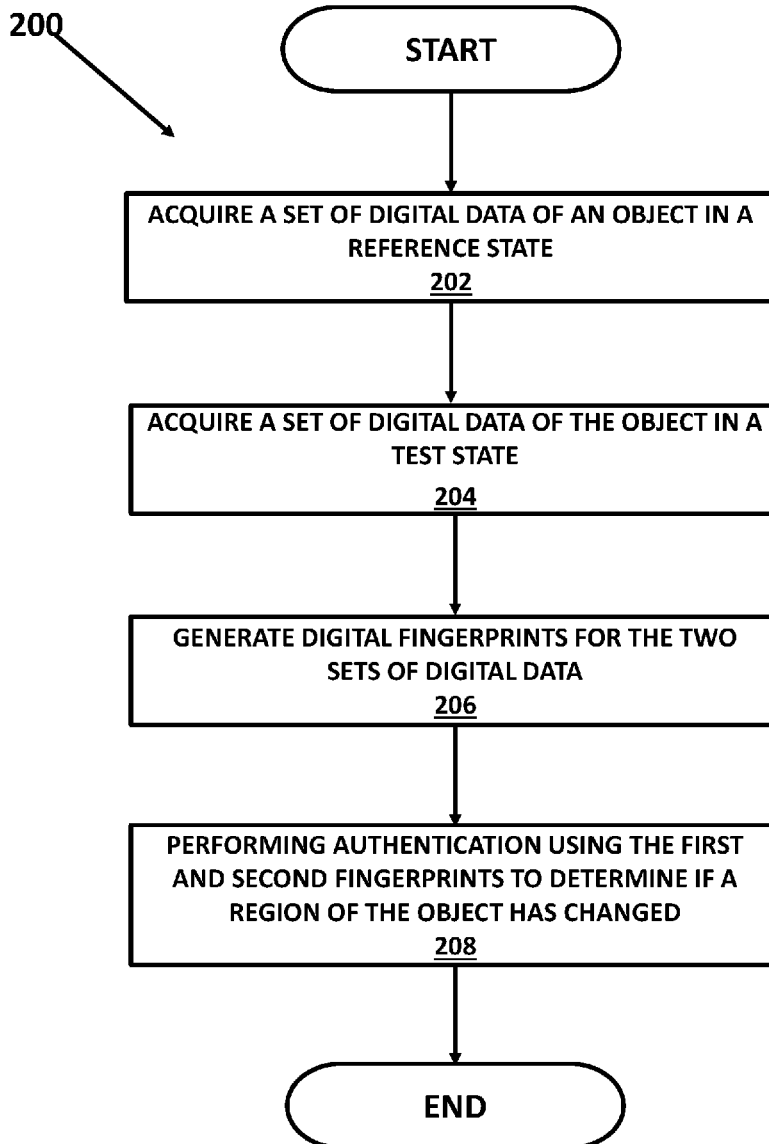 200
START
ACQUIRE A SET OF DIGITAL DATA OF AN OBJECT IN A
REFERENCE STATE
202
ACQUIRE A SET OF DIGITAL DATA OF THE OBJECT IN A
TEST STATE
204
GENERATE DIGITAL FINGERPRINTS FOR THE TWO
SETS OF DIGITAL DATA
206
PERFORMING AUTHENTICATION USING THE FIRST
AND SECOND FINGERPRINTS TO DETERMINE IF A
REGION OF THE OBJECT HAS CHANGED
208
END